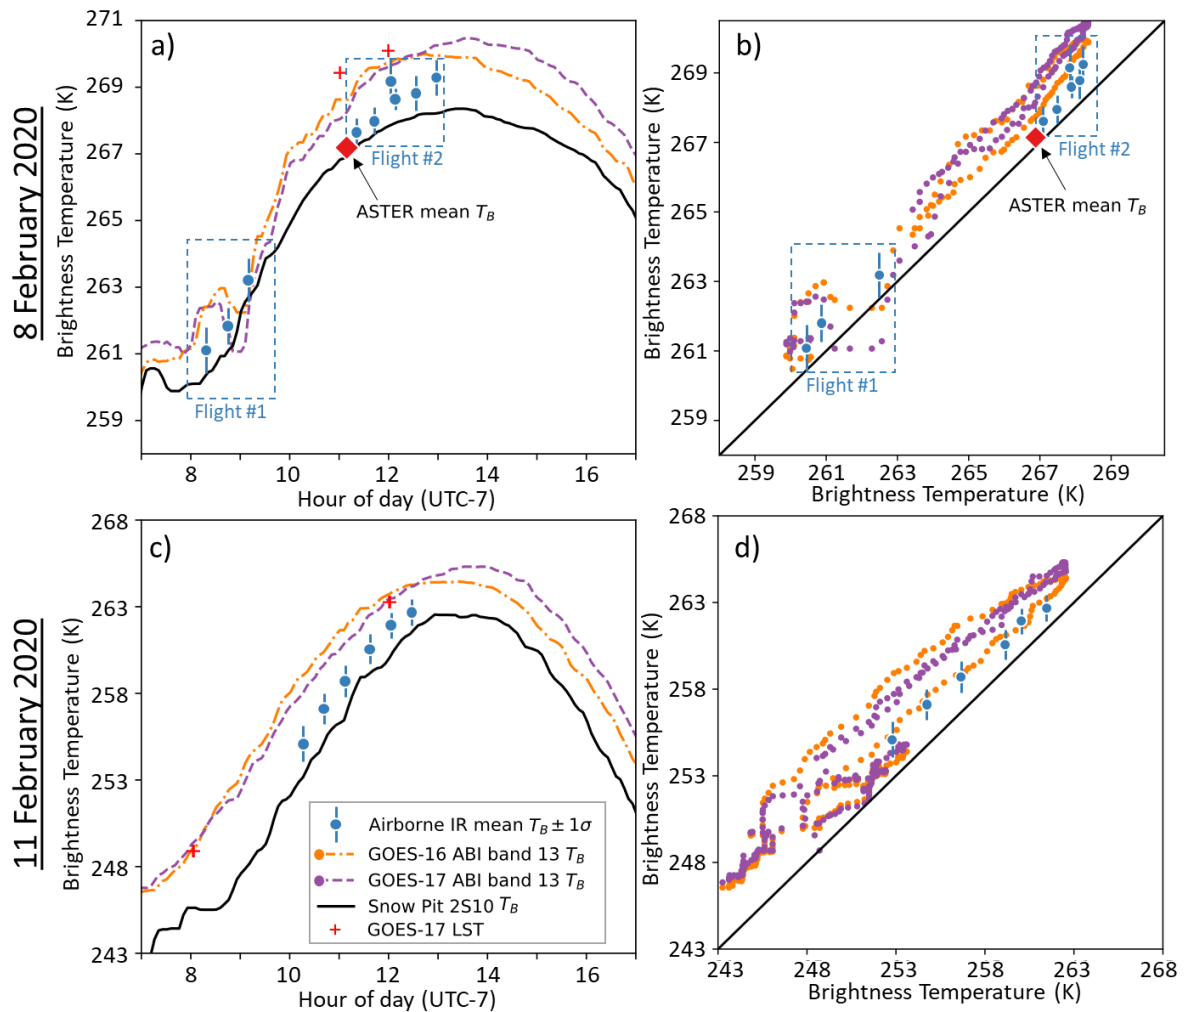 8 February 2020
a)
Brightness Temperature (K)
271
269
267
265
263
261
259
Flight #2
ASTER mean T_B
Flight #1
8
10
12
14
16
Hour of day (UTC-7)
b)
Brightness Temperature (K)
269
267
265
263
261
259
Flight #2
ASTER mean T_B
Flight #1
259
261
263
265
267
269
Brightness Temperature (K)
11 February 2020
c)
Brightness Temperature (K)
268
263
258
253
248
243
Airborne IR mean T_B ± 1σ
GOES-16 ABI band 13 T_B
GOES-17 ABI band 13 T_B
Snow Pit 2S10 T_B
GOES-17 LST
8
10
12
14
16
Hour of day (UTC-7)
d)
Brightness Temperature (K)
268
263
258
253
248
243
243
248
253
258
263
268
Brightness Temperature (K)